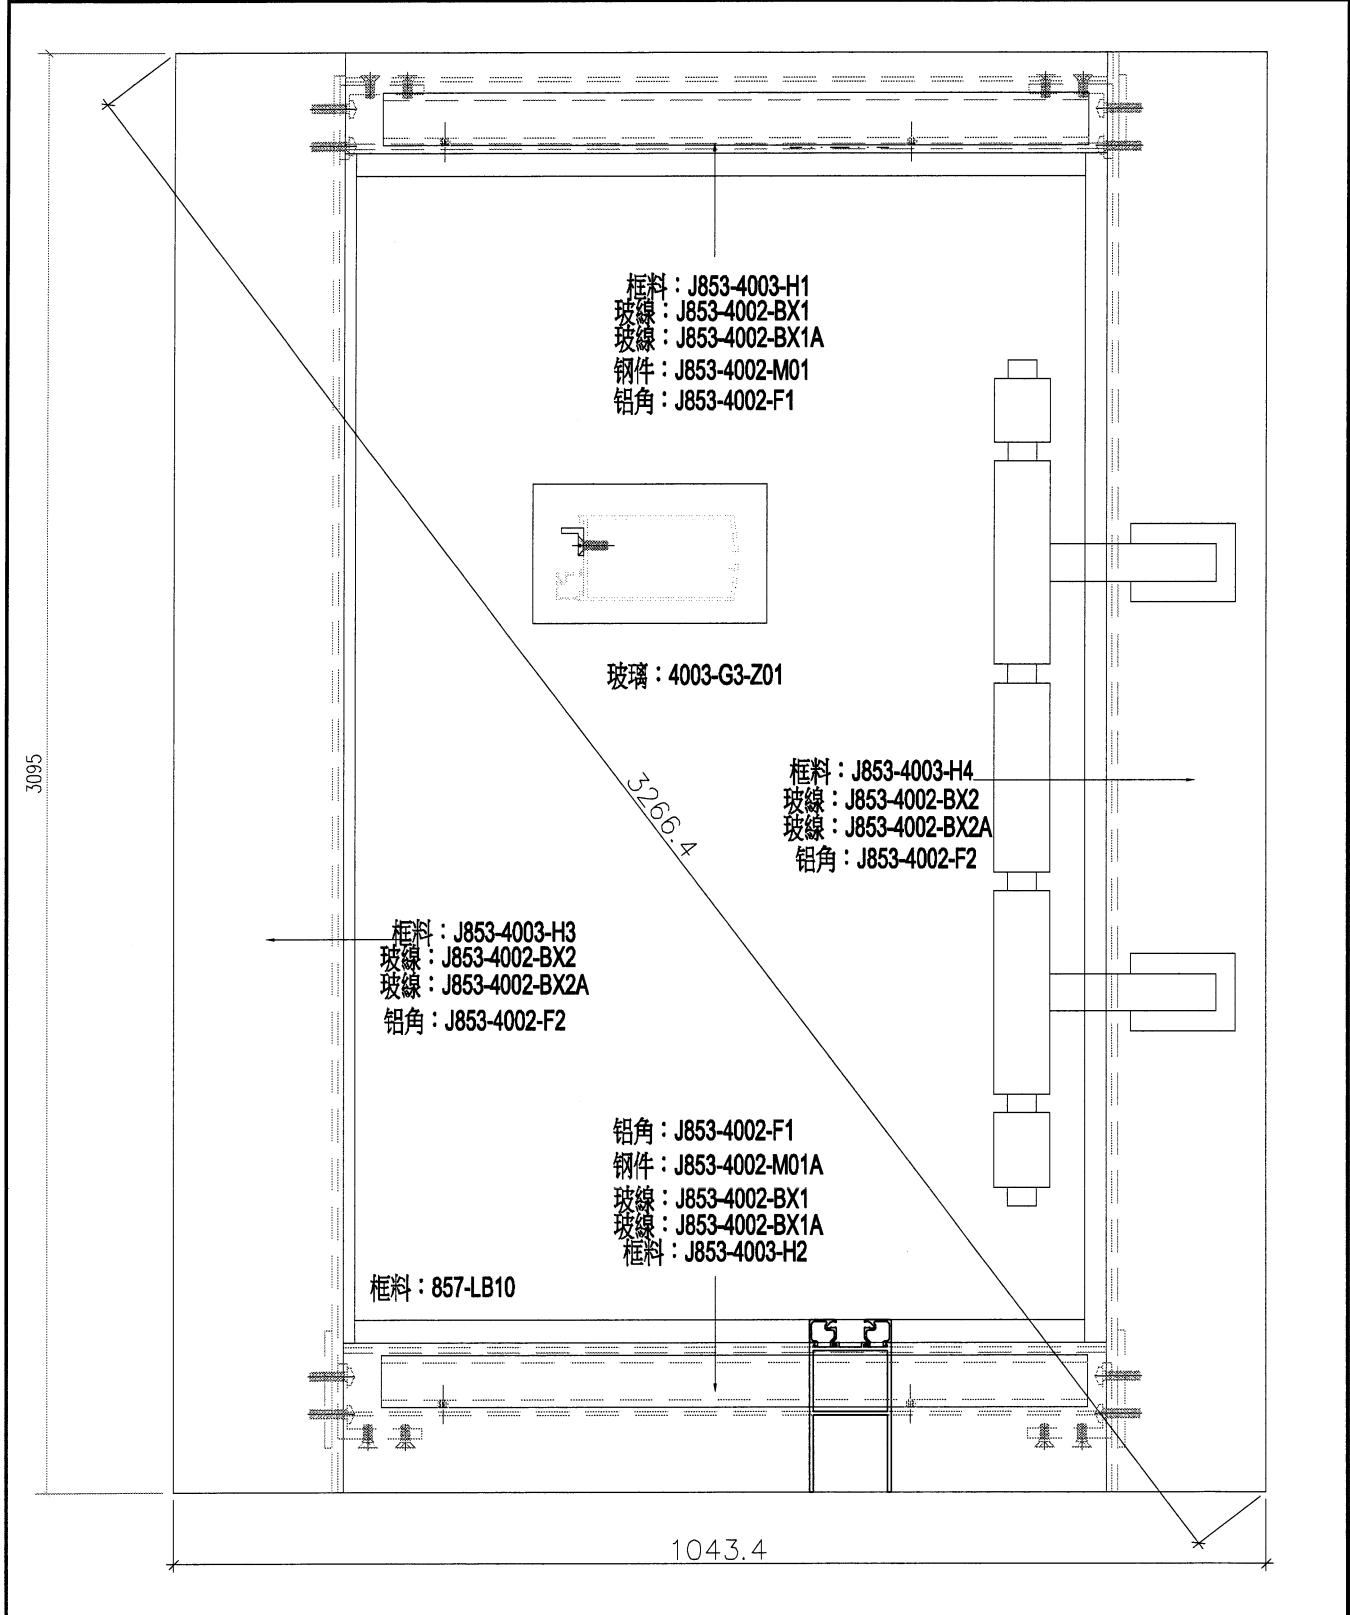 框料：J853-4003-H1
玻線：J853-4002-BX1
玻線：J853-4002-BX1A
钢件：J853-4002-M01
铝角：J853-4002-F1
玻璃：4003-G3-Z01
3095
3266.4
框料：J853-4003-H4
玻線：J853-4002-BX2
玻線：J853-4002-BX2A
铝角：J853-4002-F2
框料：J853-4003-H3
玻線：J853-4002-BX2
玻線：J853-4002-BX2A
铝角：J853-4002-F2
铝角：J853-4002-F1
钢件：J853-4002-M01A
玻線：J853-4002-BX1
玻線：J853-4002-BX1A
框料：J853-4003-H2
框料：857-LB10
1043.4